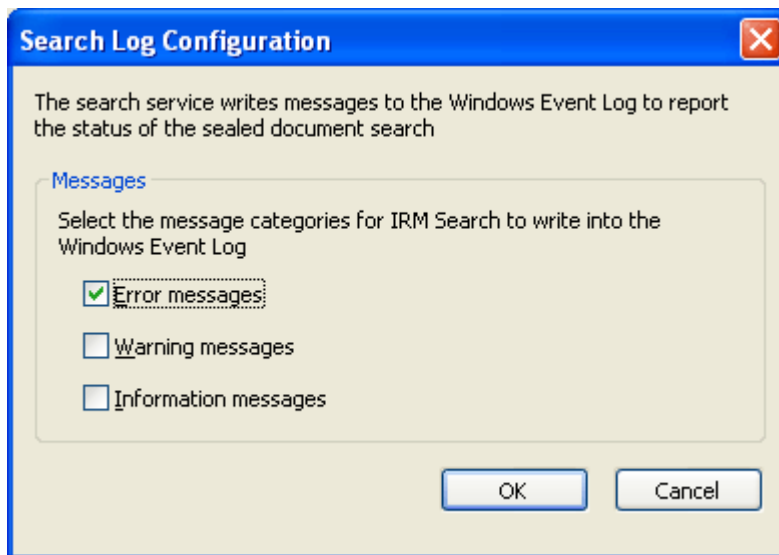 Search Log Configuration
The search service writes messages to the Windows Event Log to report
the status of the sealed document search
Messages
Select the message categories for IRM Search to write into the
Windows Event Log
Error messages
Warning messages
Information messages
OK Cancel